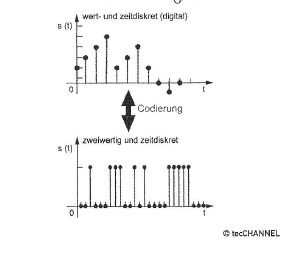 s (t)
wert- und zeitdiskret (digital)
0
t
Codierung
zweiwertig und zeitdiskret
s (t)
0
t
© tecCHANNEL